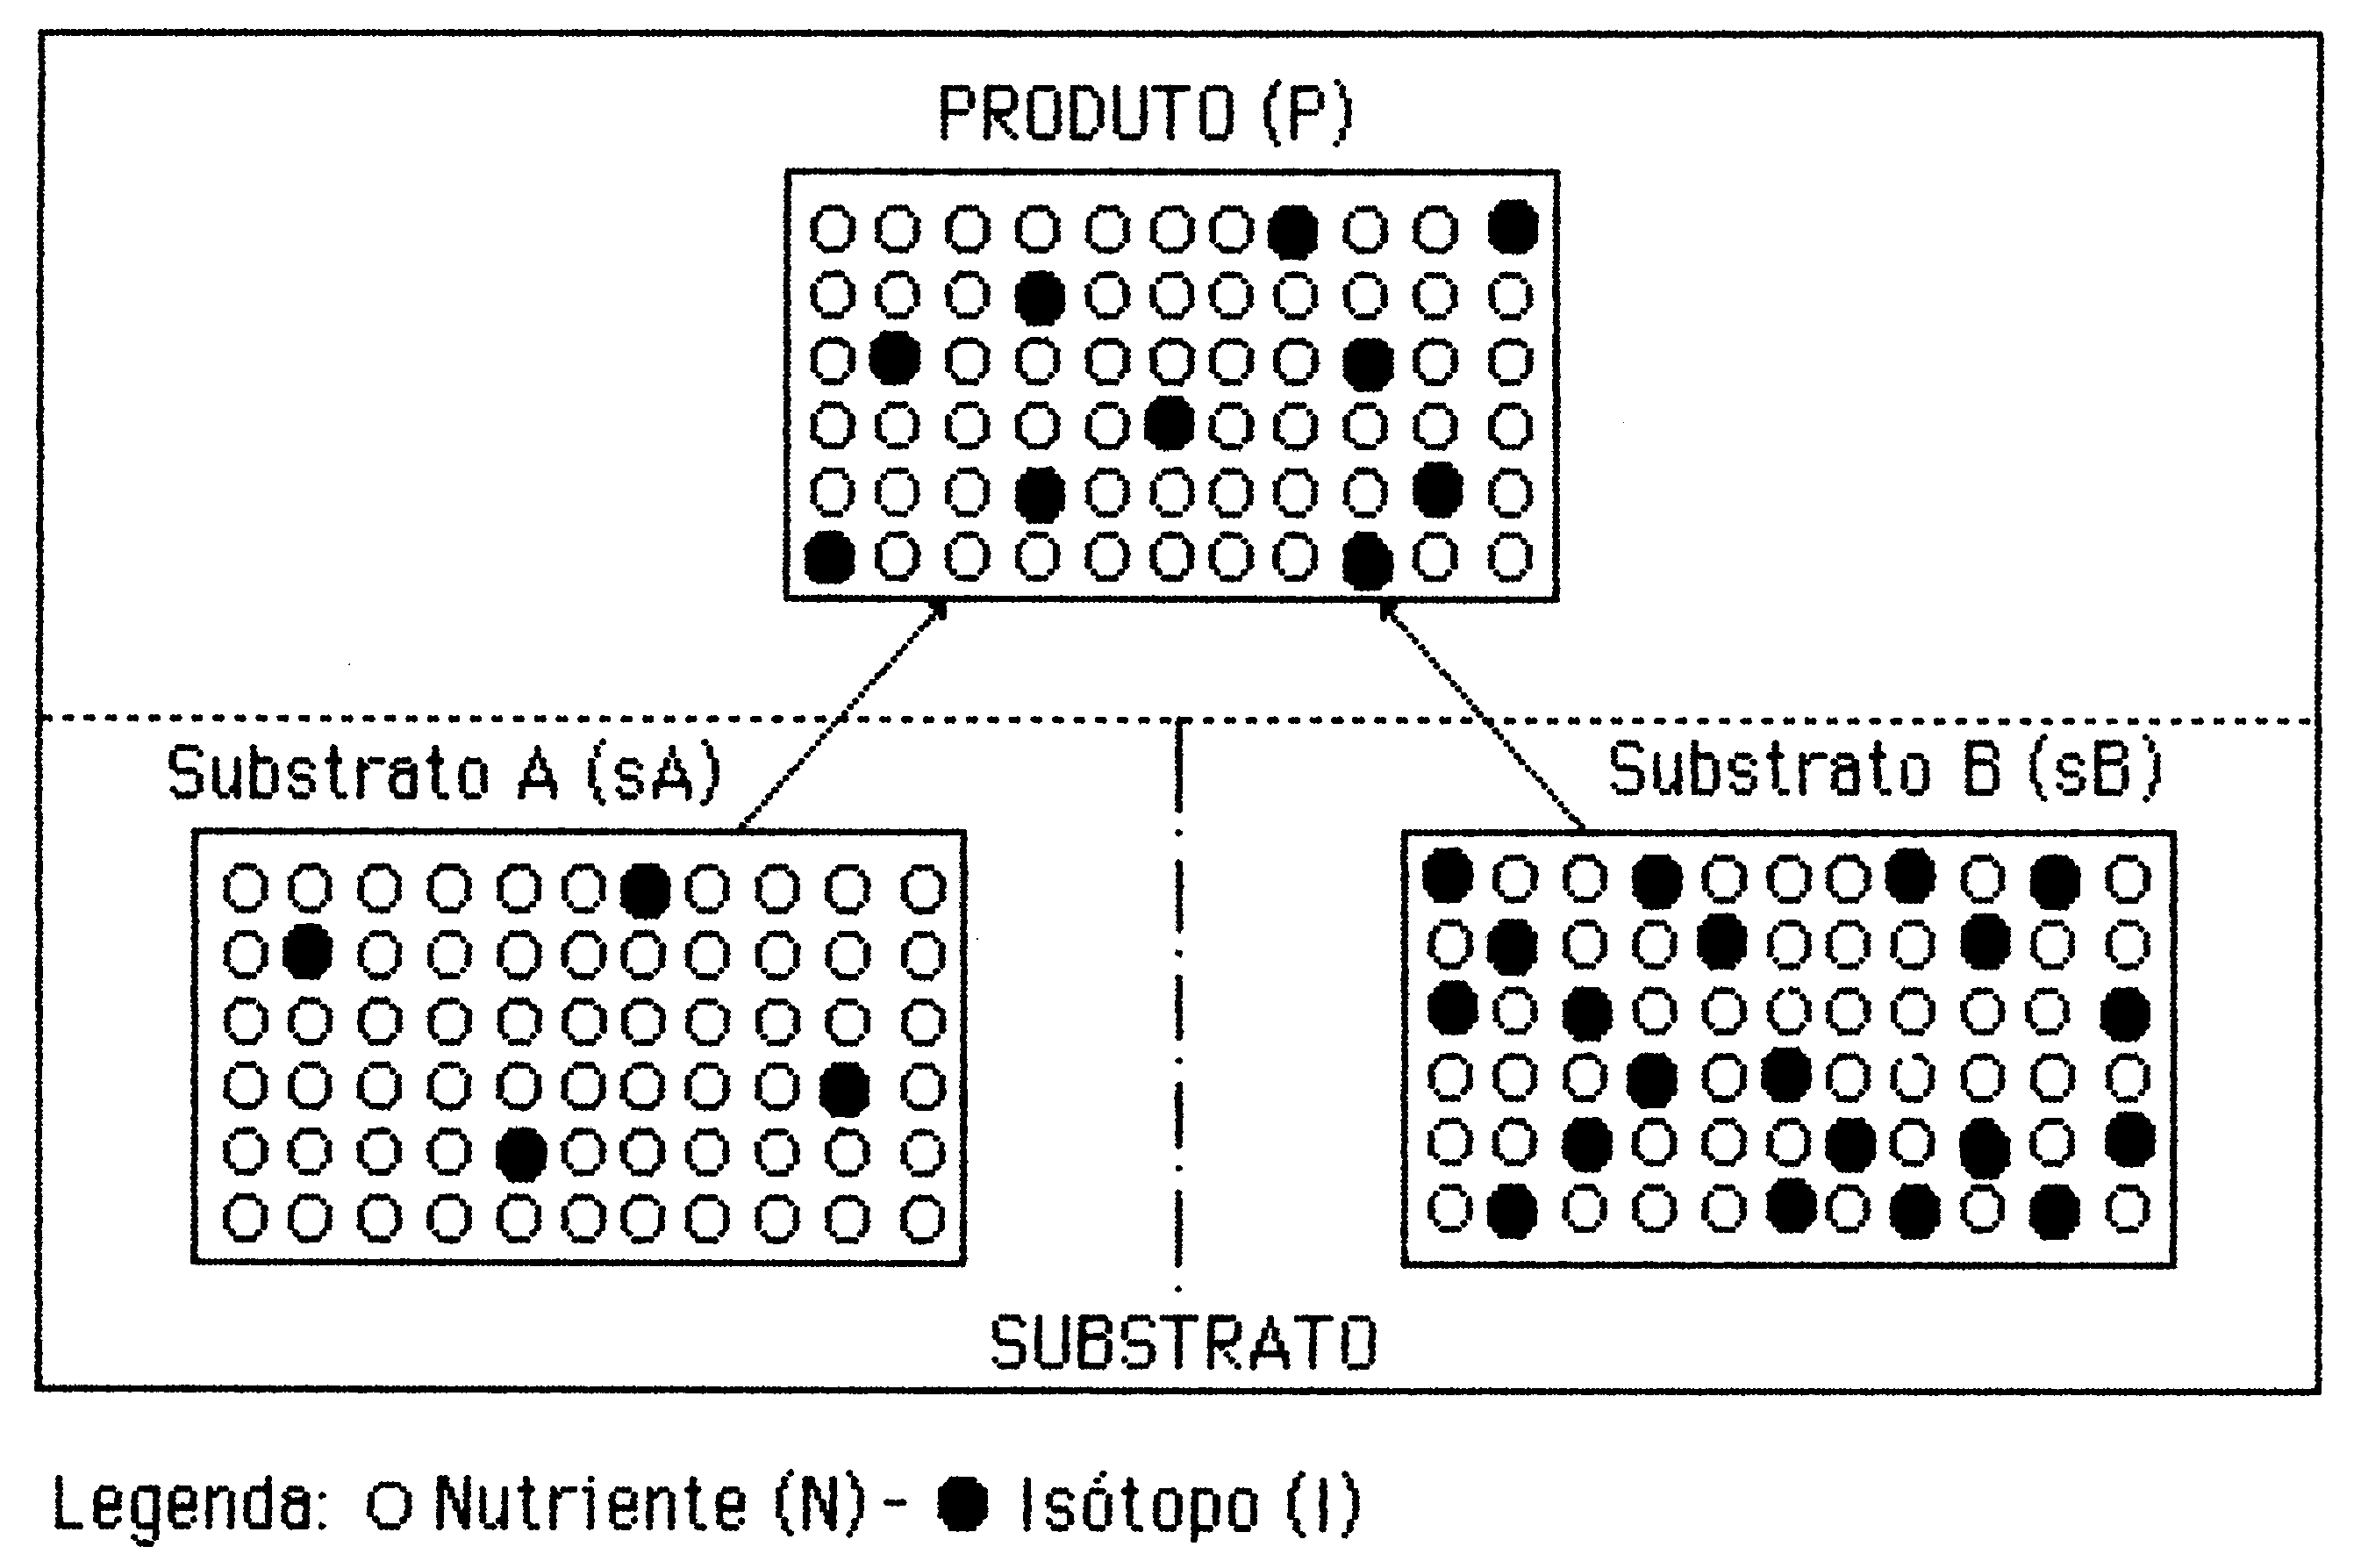 PRODUTO (P)
Substrato A (sA)
Substrato B (sB)
SUBSTRATO
Legenda: Nutriente (N) - Isótopo (I)